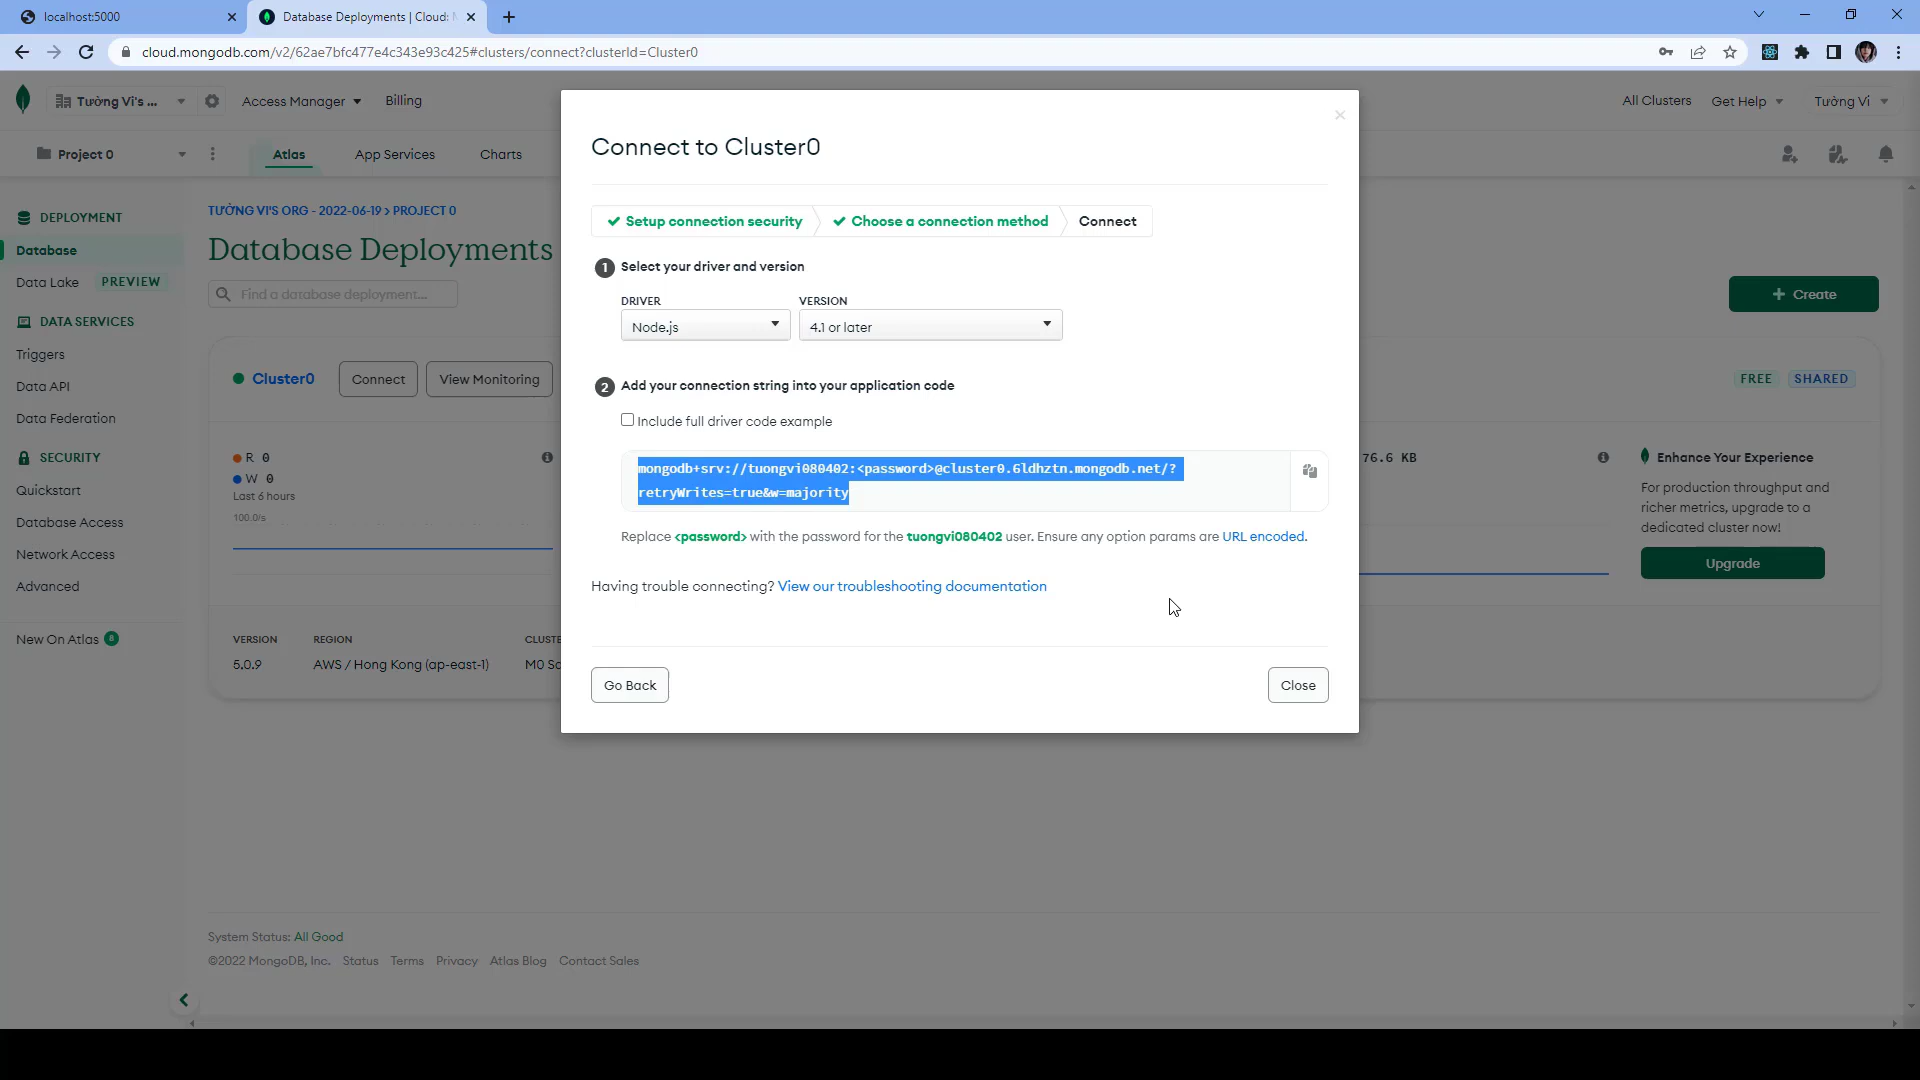 localhost:5000
Database Deployments | Cloud: M
cloud.mongodb.com/v2/62ae7bfc477e4c343e93c425#clusters/connect?clusterId=Cluster0
Tường Vi's ...
Access Manager
Billing
All Clusters
Get Help
Tường Vi
Project 0
Atlas
App Services
Charts
DEPLOYMENT
Database
Data Lake
PREVIEW
DATA SERVICES
Triggers
Data API
Data Federation
SECURITY
Quickstart
Database Access
Network Access
Advanced
New On Atlas 8
TƯỜNG VI'S ORG - 2022-06-19 > PROJECT 0
Database Deployments
Find a database deployment...
+ Create
Cluster0
Connect
View Monitoring
FREE
SHARED
R 0
W 0
Last 6 hours
100.0/s
76.6 KB
Enhance Your Experience
For production throughput and
richer metrics, upgrade to a
dedicated cluster now!
Upgrade
VERSION
REGION
CLUSTE
5.0.9
AWS / Hong Kong (ap-east-1)
M0 Sa
Connect to Cluster0
Setup connection security
Choose a connection method
Connect
1 Select your driver and version
DRIVER
VERSION
Node.js
4.1 or later
2 Add your connection string into your application code
Include full driver code example
mongodb+srv://tuongvi080402:<password>@cluster0.6ldhztn.mongodb.net/?
retryWrites=true&w=majority
Replace <password> with the password for the tuongvi080402 user. Ensure any option params are URL encoded.
Having trouble connecting? View our troubleshooting documentation
Go Back
Close
System Status: All Good
©2022 MongoDB, Inc.
Status
Terms
Privacy
Atlas Blog
Contact Sales